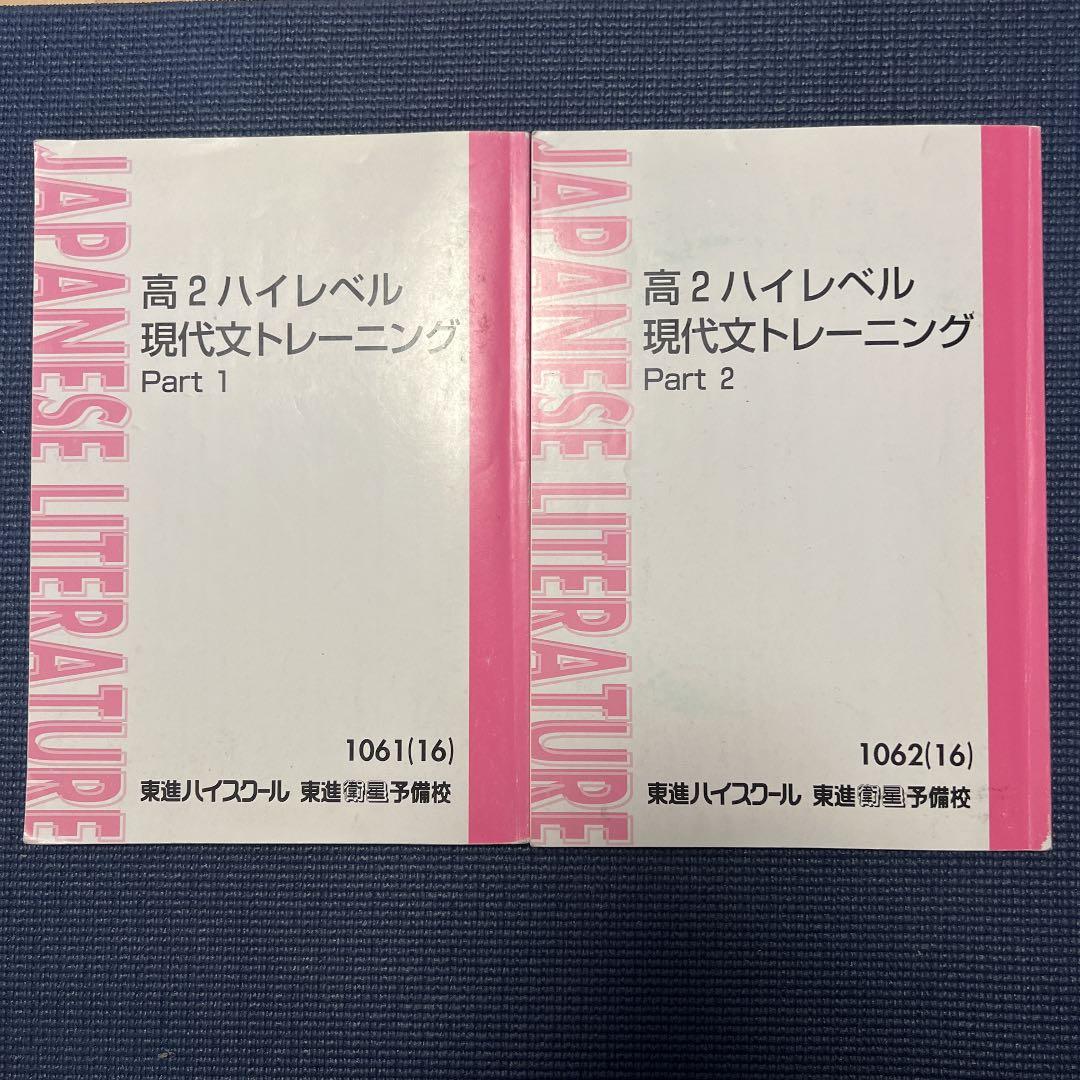 JAPANESE LITERATURE
高2ハイレベル
現代文トレーニング
Part 1
1061(16)
東進ハイスクール 東進衛星予備校
JAPANESE LITERATURE
高2ハイレベル
現代文トレーニング
Part 2
1062(16)
東進ハイスクール 東進衛星予備校